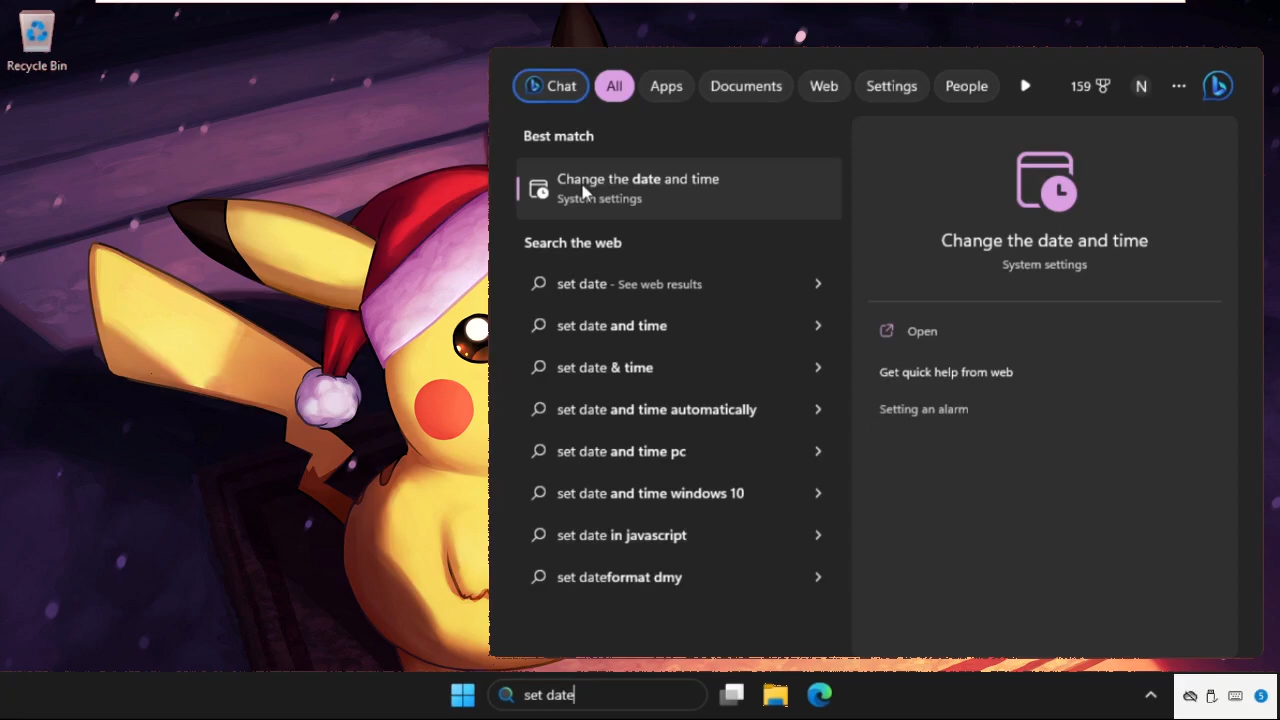 Recycle Bin
Chat All Apps Documents Web Settings People 159 N
Best match
Change the date and time
System settings
Search the web
set date - See web results
set date and time
set date & time
set date and time automatically
set date and time pc
set date and time windows 10
set date in javascript
set dateformat dmy
Change the date and time
System settings
Open
Get quick help from web
Setting an alarm
set date
5